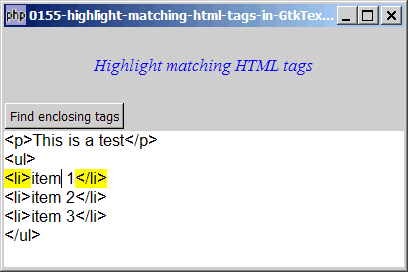 php 0155-highlight-matching-html-tags-in-GtkTex...
Highlight matching HTML tags
Find enclosing tags
<p>This is a test</p>
<ul>
<li>item 1</li>
<li>item 2</li>
<li>item 3</li>
</ul>